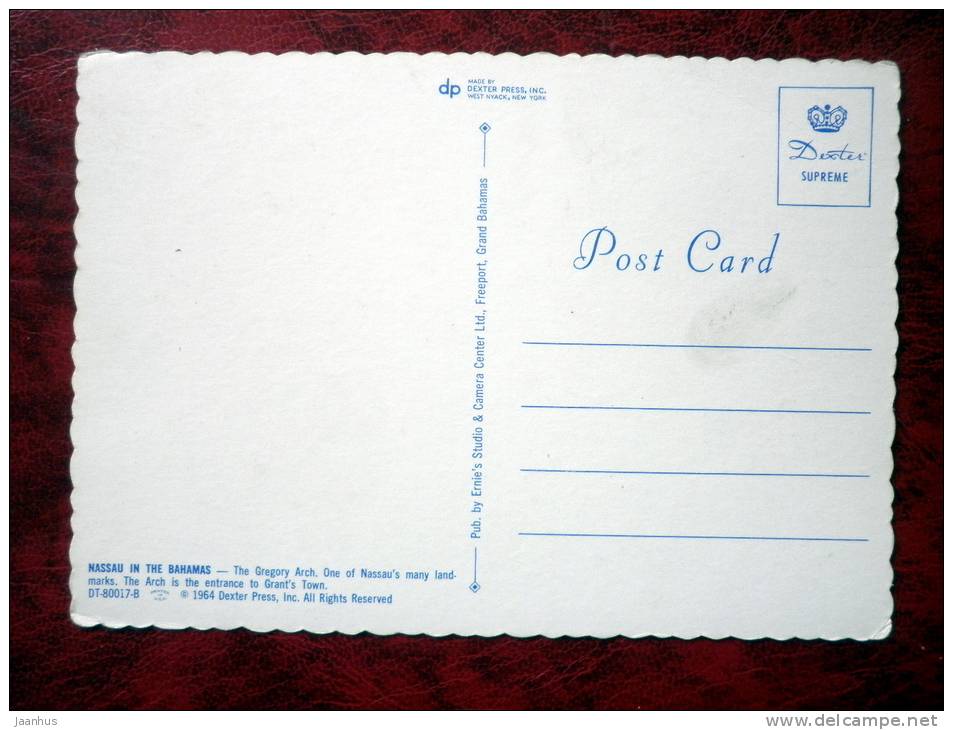 dp MADE BY
DEXTER PRESS, INC.
WEST NYACK, NEW YORK
Dexter
SUPREME
Post Card
Pub. by Ernie's Studio & Camera Center Ltd., Freeport, Grand Bahamas
NASSAU IN THE BAHAMAS — The Gregory Arch. One of Nassau's many land-
marks. The Arch is the entrance to Grant's Town.
DT-80017-B © 1964 Dexter Press, Inc. All Rights Reserved
jaanhus
www.delcampe.net